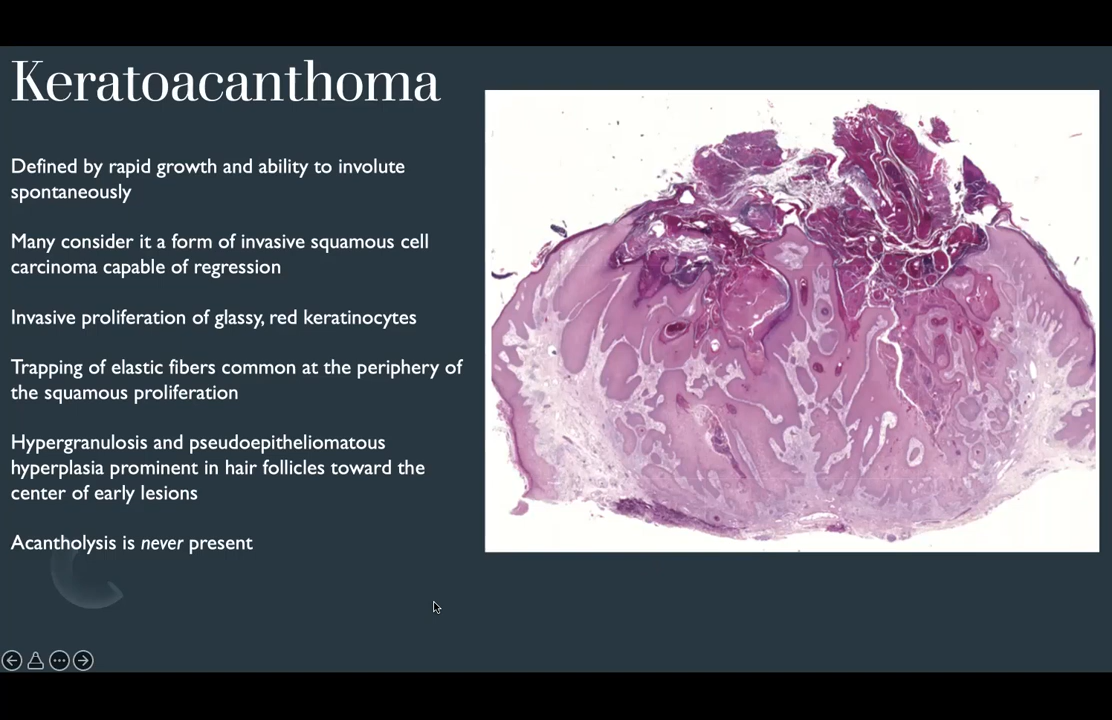 Keratoacanthoma
Defined by rapid growth and ability to involute
spontaneously
Many consider it a form of invasive squamous cell
carcinoma capable of regression
Invasive proliferation of glassy, red keratinocytes
Trapping of elastic fibers common at the periphery of
the squamous proliferation
Hypergranulosis and pseudoepitheliomatous
hyperplasia prominent in hair follicles toward the
center of early lesions
Acantholysis is never present